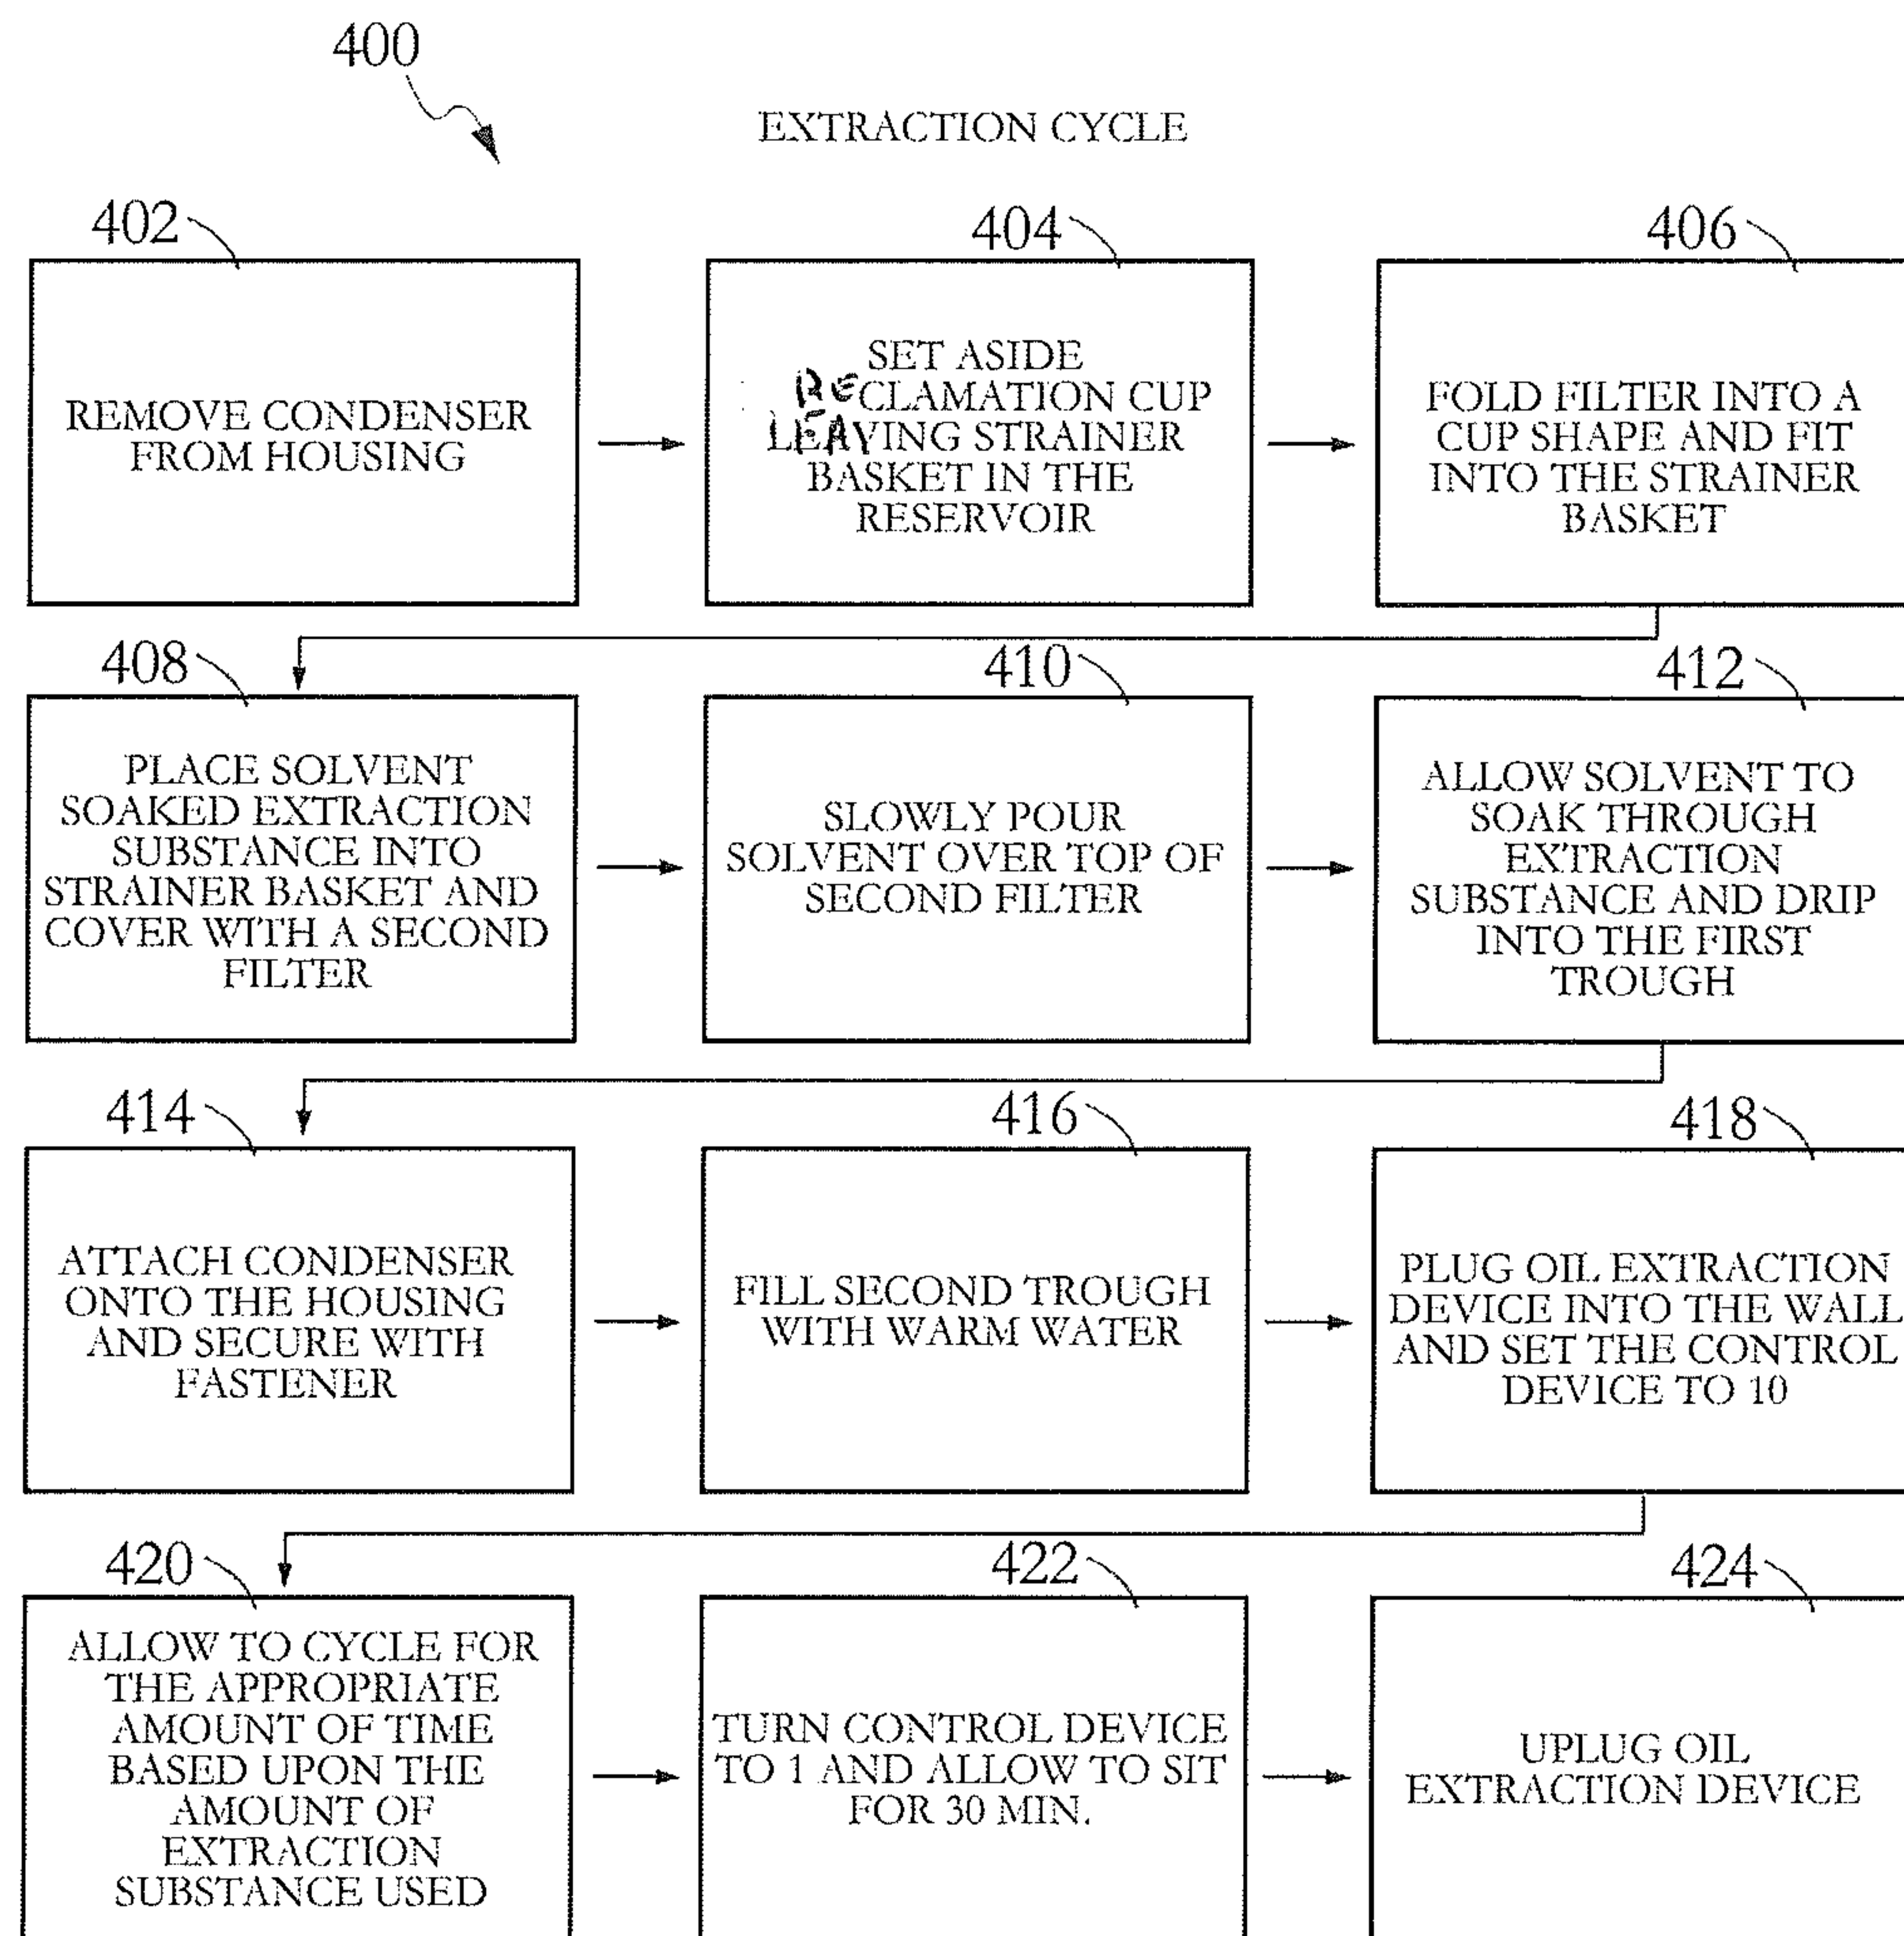 400
EXTRACTION CYCLE
402
REMOVE CONDENSER
FROM HOUSING
404
SET ASIDE
RECLAMATION CUP
LEAVING STRAINER
BASKET IN THE
RESERVOIR
406
FOLD FILTER INTO A
CUP SHAPE AND FIT
INTO THE STRAINER
BASKET
408
PLACE SOLVENT
SOAKED EXTRACTION
SUBSTANCE INTO
STRAINER BASKET AND
COVER WITH A SECOND
FILTER
410
SLOWLY POUR
SOLVENT OVER TOP OF
SECOND FILTER
412
ALLOW SOLVENT TO
SOAK THROUGH
EXTRACTION
SUBSTANCE AND DRIP
INTO THE FIRST
TROUGH
414
ATTACH CONDENSER
ONTO THE HOUSING
AND SECURE WITH
FASTENER
416
FILL SECOND TROUGH
WITH WARM WATER
418
PLUG OIL EXTRACTION
DEVICE INTO THE WALL
AND SET THE CONTROL
DEVICE TO 10
420
ALLOW TO CYCLE FOR
THE APPROPRIATE
AMOUNT OF TIME
BASED UPON THE
AMOUNT OF
EXTRACTION
SUBSTANCE USED
422
TURN CONTROL DEVICE
TO 1 AND ALLOW TO SIT
FOR 30 MIN.
424
UPLUG OIL
EXTRACTION DEVICE